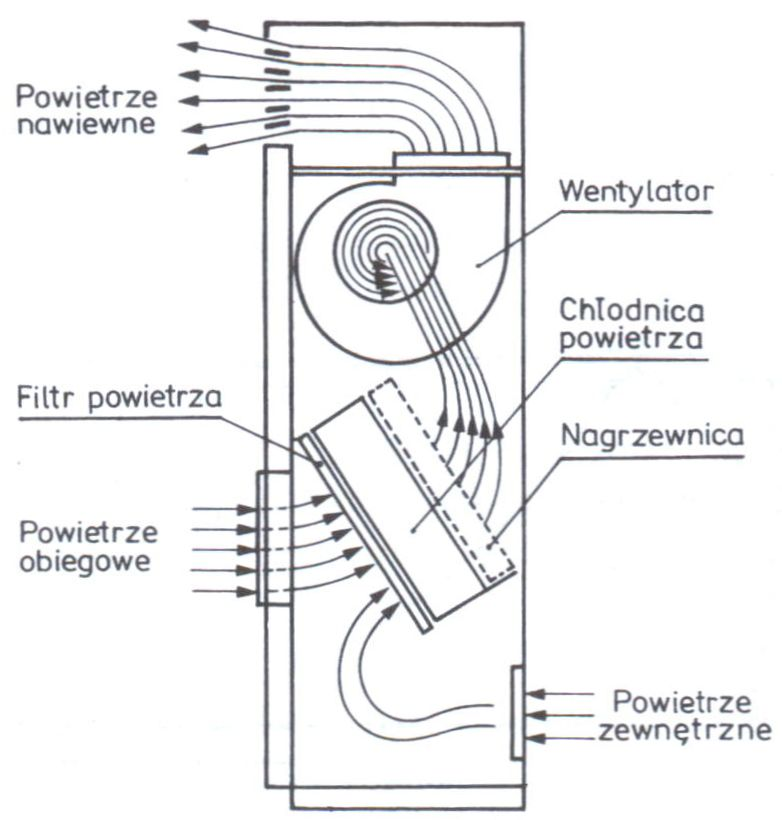 Powietrze
nawiewne
Wentylator
Chłodnica
powietrza
Filtr powietrza
Nagrzewnica
Powietrze
obiegowe
Powietrze
zewnętrzne